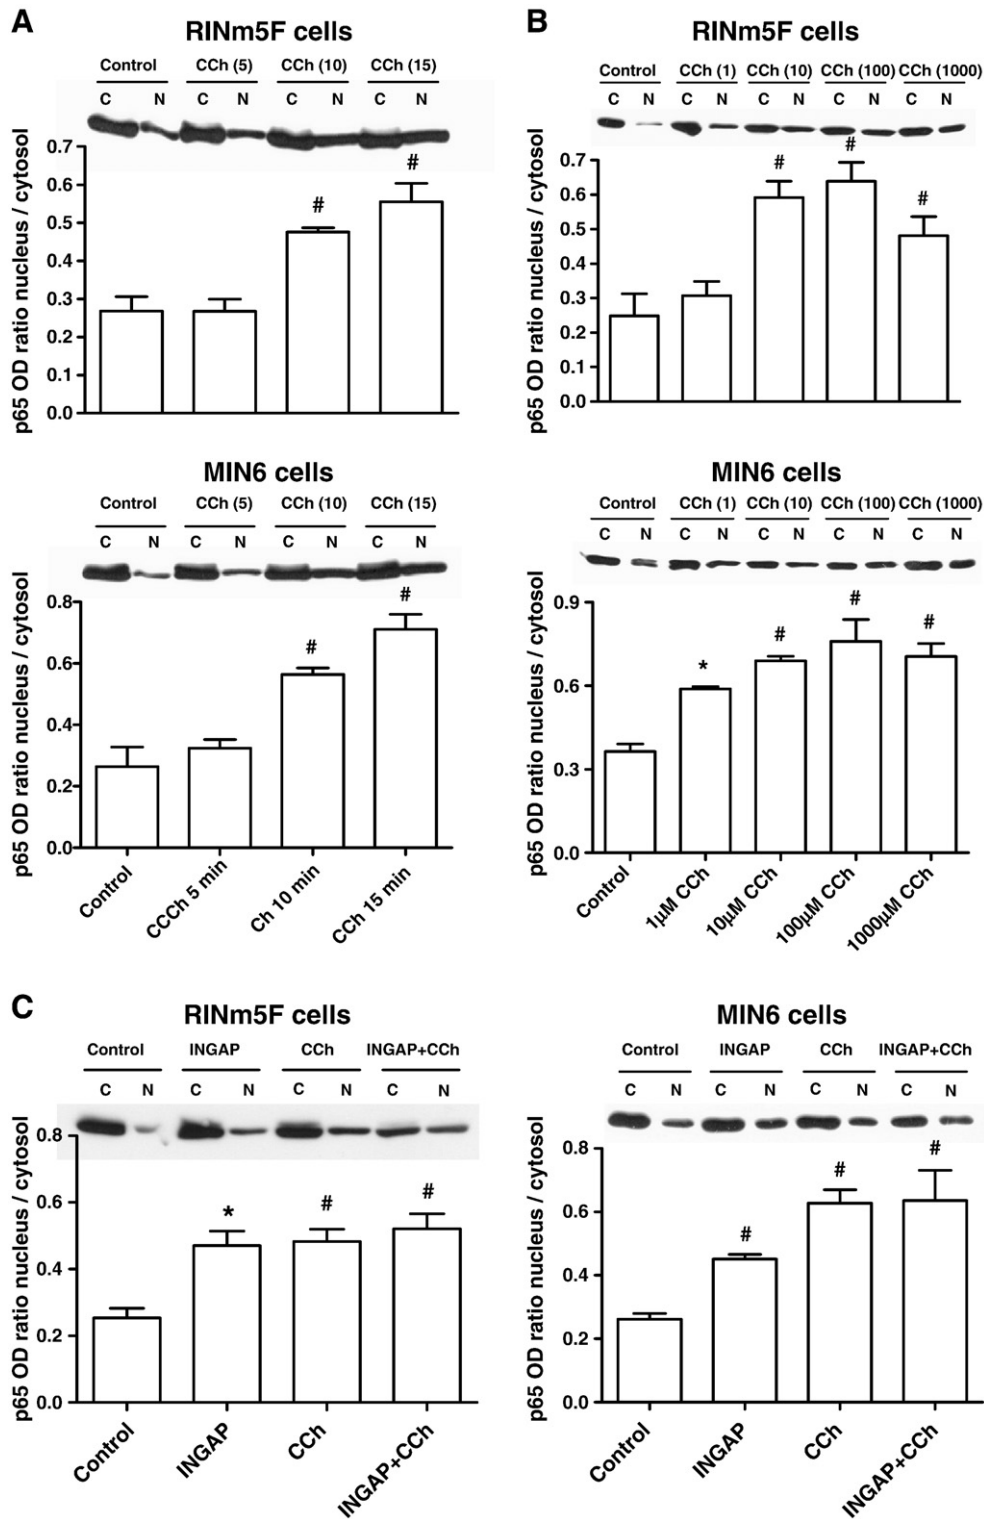 A
RINm5F cells
Control CCh (5) CCh (10) CCh (15)
C N C N C N C N
p65 OD ratio nucleus / cytosol
0.7
0.6
0.5
0.4
0.3
0.2
0.1
0.0
# #
MIN6 cells
Control CCh (5) CCh (10) CCh (15)
C N C N C N C N
p65 OD ratio nucleus / cytosol
0.8
0.6
0.4
0.2
0.0
# #
Control CCCh 5 min Ch 10 min CCh 15 min
B
RINm5F cells
Control CCh (1) CCh (10) CCh (100) CCh (1000)
C N C N C N C N C N
p65 OD ratio nucleus / cytosol
0.7
0.6
0.5
0.4
0.3
0.2
0.1
0.0
# # #
MIN6 cells
Control CCh (1) CCh (10) CCh (100) CCh (1000)
C N C N C N C N C N
p65 OD ratio nucleus / cytosol
0.9
0.6
0.3
0.0
* # # #
Control 1µM CCh 10µM CCh 100µM CCh 1000µM CCh
C
RINm5F cells
Control INGAP CCh INGAP+CCh
C N C N C N C N
p65 OD ratio nucleus / cytosol
0.8
0.6
0.4
0.2
0.0
* # #
Control INGAP CCh INGAP+CCh
MIN6 cells
Control INGAP CCh INGAP+CCh
C N C N C N C N
p65 OD ratio nucleus / cytosol
0.8
0.6
0.4
0.2
0.0
# # #
Control INGAP CCh INGAP+CCh